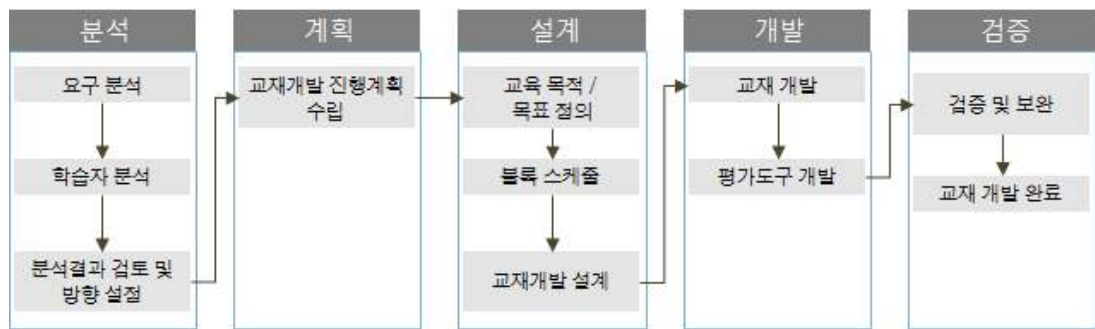 분석
요구 분석
학습자 분석
분석결과 검토 및
방향 설정
계획
교재개발 진행계획
수립
설계
교육 목적 /
목표 정의
블록 스케줄
교재개발 설계
개발
교재 개발
평가도구 개발
검증
검증 및 보완
교재 개발 완료